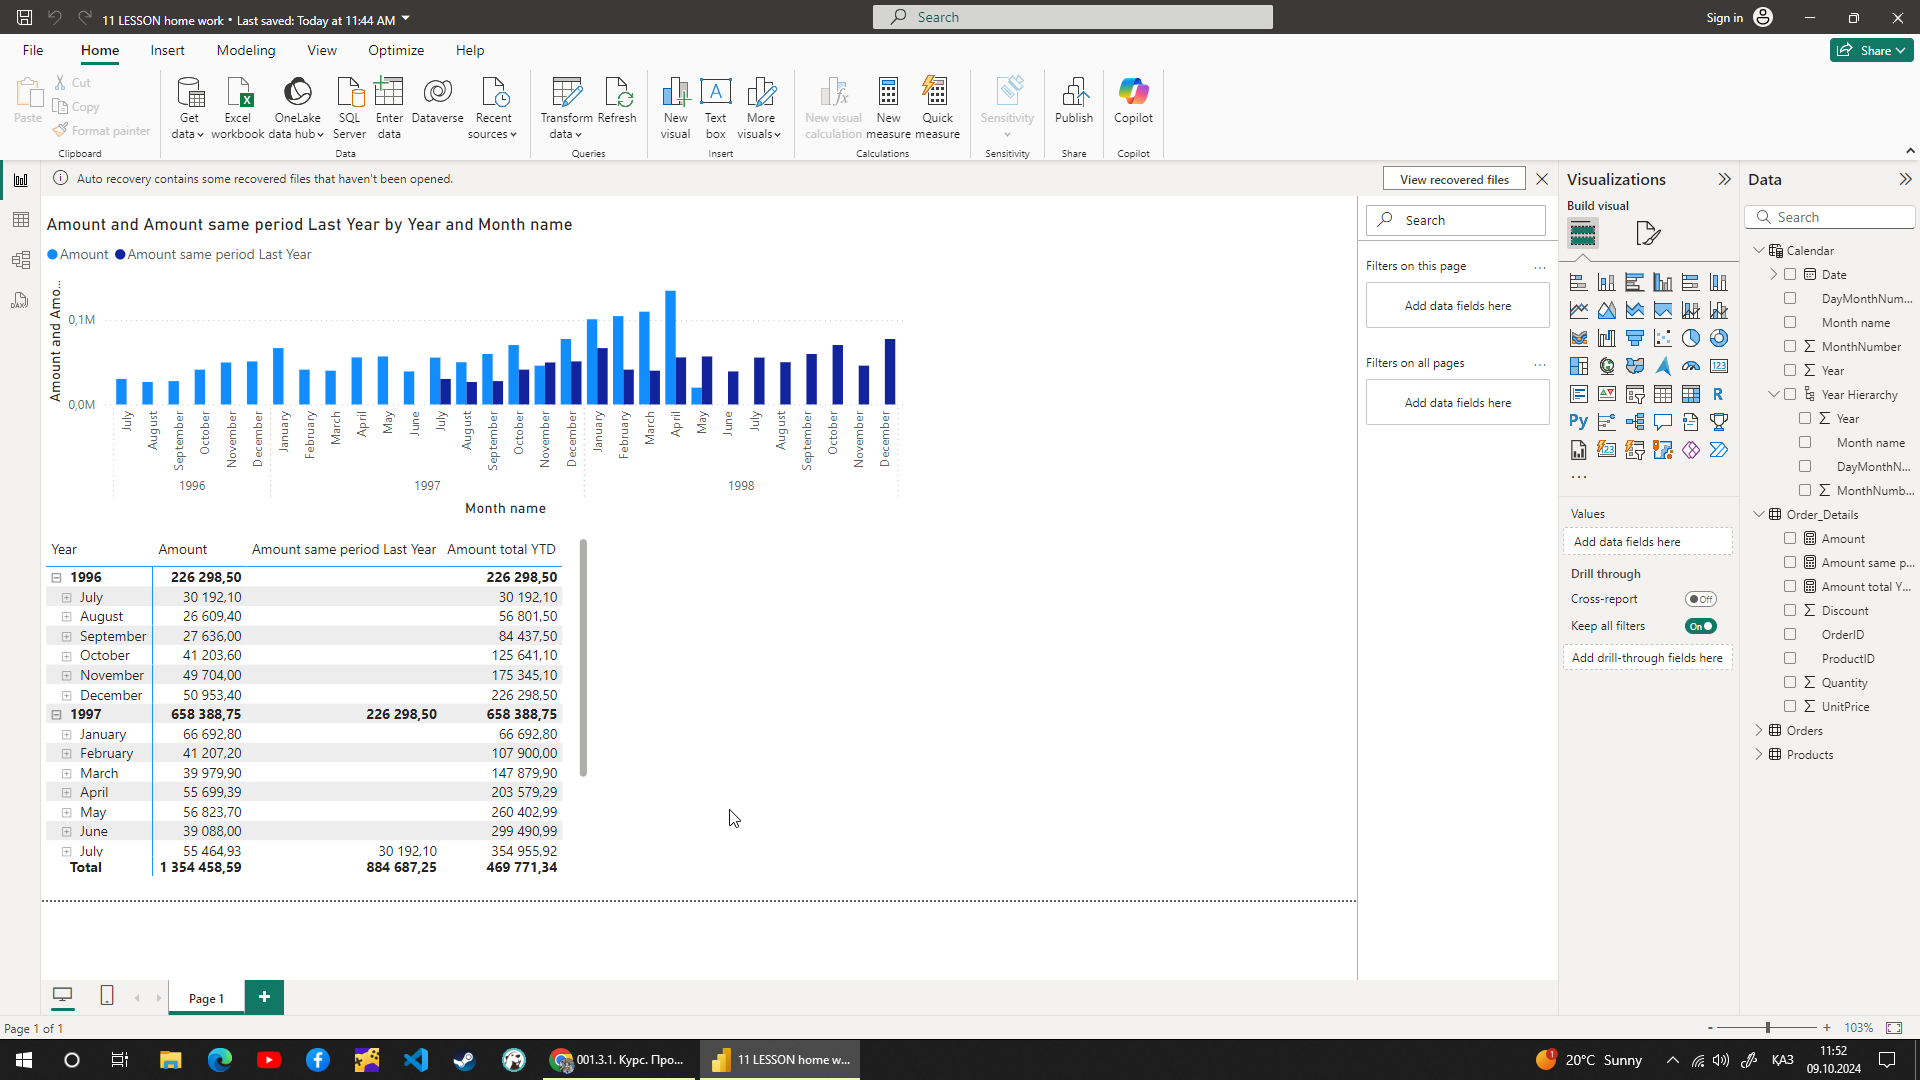 11 LESSON home work • Last saved: Today at 11:44 AM
Search
Sign in
File Home Insert Modeling View Optimize Help
Share
Paste
Cut
Copy
Format painter
Clipboard
Get data
Excel workbook
OneLake data hub
SQL Server
Enter data
Dataverse
Recent sources
Data
Transform data
Refresh
Queries
New visual
Text box
More visuals
Insert
New visual calculation
New measure
Quick measure
Calculations
Sensitivity
Sensitivity
Publish
Share
Copilot
Copilot
Auto recovery contains some recovered files that haven't been opened.
View recovered files
Amount and Amount same period Last Year by Year and Month name
Amount Amount same period Last Year
Amount and Amo...
0,1M
0,0M
July August September October November December January February March April May June July August September October November December January February March April May June July August September October November December
1996 1997 1998
Month name
Year Amount Amount same period Last Year Amount total YTD
1996 226 298,50 226 298,50
July 30 192,10 30 192,10
August 26 609,40 56 801,50
September 27 636,00 84 437,50
October 41 203,60 125 641,10
November 49 704,00 175 345,10
December 50 953,40 226 298,50
1997 658 388,75 226 298,50 658 388,75
January 66 692,80 66 692,80
February 41 207,20 107 900,00
March 39 979,90 147 879,90
April 55 699,39 203 579,29
May 56 823,70 260 402,99
June 39 088,00 299 490,99
July 55 464,93 30 192,10 354 955,92
Total 1 354 458,59 884 687,25 469 771,34
Search
Filters on this page ...
Add data fields here
Filters on all pages ...
Add data fields here
Visualizations
Build visual
R
Py
123
...
Values
Add data fields here
Drill through
Cross-report Off
Keep all filters On
Add drill-through fields here
Data
Search
Calendar
Date
DayMonthNum...
Month name
MonthNumber
Year
Year Hierarchy
Year
Month name
DayMonthN...
MonthNumb...
Order_Details
Amount
Amount same p...
Amount total Y...
Discount
OrderID
ProductID
Quantity
UnitPrice
Orders
Products
Page 1
Page 1 of 1
- + 103%
001.3.1. Курс. Про...
11 LESSON home w...
1
20°C Sunny
ҚАЗ
11:52
09.10.2024